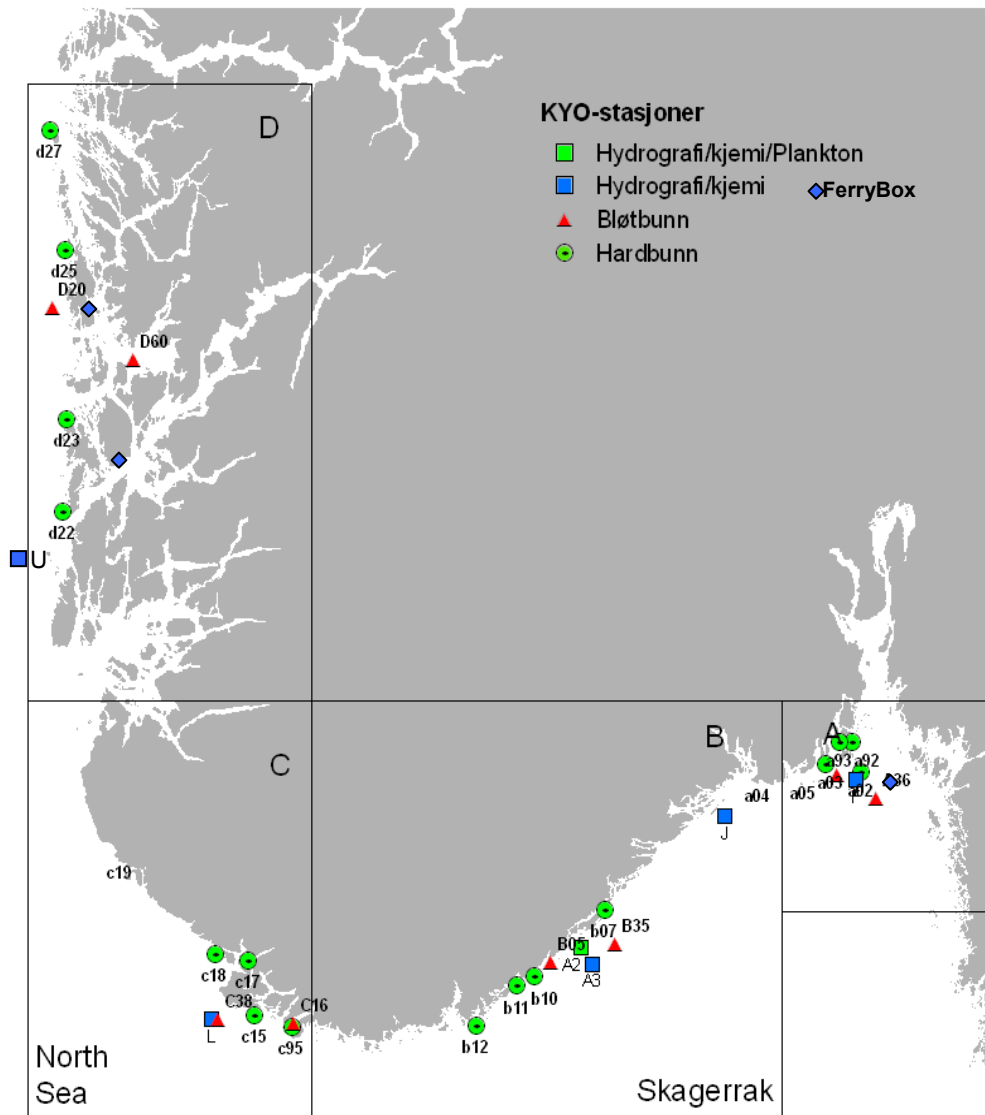 D
KYO-stasjoner
Hydrografi/kjemi/Plankton
Hydrografi/kjemi
FerryBox
Bløtbunn
Hardbunn
d27
d25
D20
D60
d23
d22
U
A
B
C
a93
a92
a03
a02
a05
a04
J
c19
b07
B35
B05
A2
A3
b10
b11
b12
c18
c17
C38
C16
c15
c95
L
North
Sea
Skagerrak